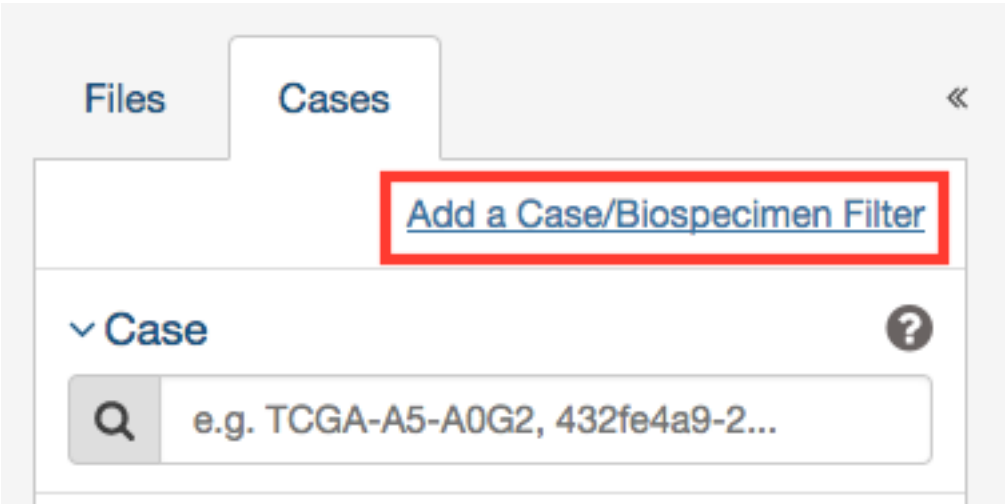 Files
Cases
«
Add a Case/Biospecimen Filter
Case
?
e.g. TCGA-A5-A0G2, 432fe4a9-2...